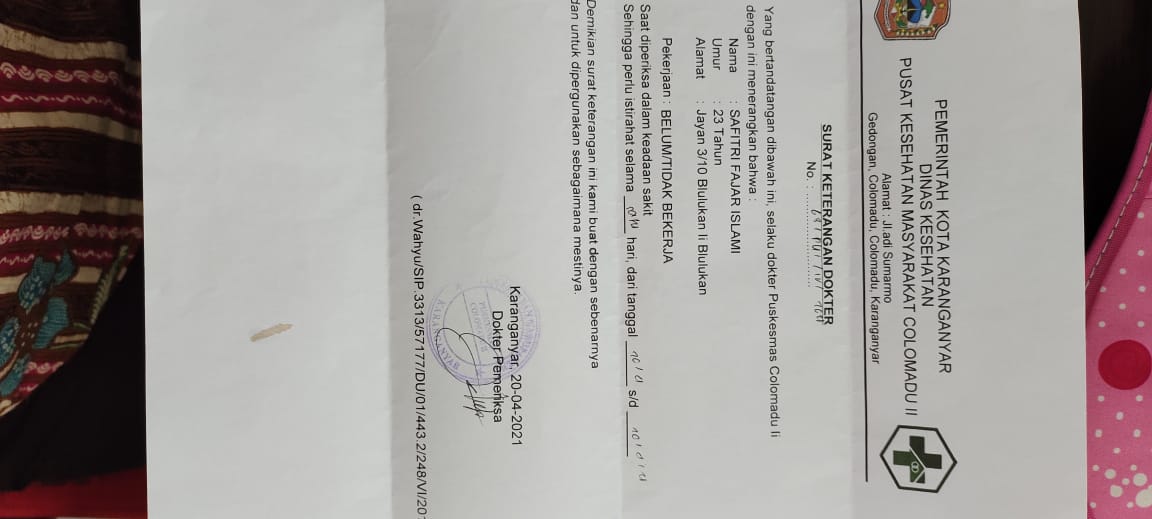 PEMERINTAH KOTA KARANGANYAR
DINAS KESEHATAN
PUSAT KESEHATAN MASYARAKAT COLOMADU II
Alamat : Jl.adi Sumarmo
Gedongan, Colomadu, Colomadu, Karanganyar
SURAT KETERANGAN DOKTER
No. :
Yang bertandatangan dibawah ini, selaku dokter Puskesmas Colomadu Ii
dengan ini menerangkan bahwa :
Nama : SAFITRI FAJAR ISLAMI
Umur : 23 Tahun
Alamat : Jayan 3/10 Blulukan Ii Blulukan
Pekerjaan : BELUM/TIDAK BEKERJA
Saat diperiksa dalam keadaan sakit
Sehingga perlu istirahat selama hari, dari tanggal s/d
Demikian surat keterangan ini kami buat dengan sebenarnya
dan untuk dipergunakan sebagaimana mestinya.
Karanganyar, 20-04-2021
Dokter Pemeriksa
KARANGANYAR
( dr.Wahyu/SIP.3313/57177/DU/01/443.2/248/VI/20